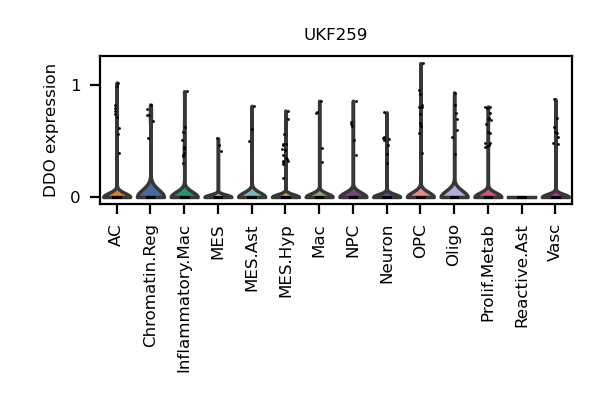 UKF259
DDO expression
1
0
AC
Chromatin.Reg
Inflammatory.Mac
MES
MES.Ast
MES.Hyp
Mac
NPC
Neuron
OPC
Oligo
Prolif.Metab
Reactive.Ast
Vasc